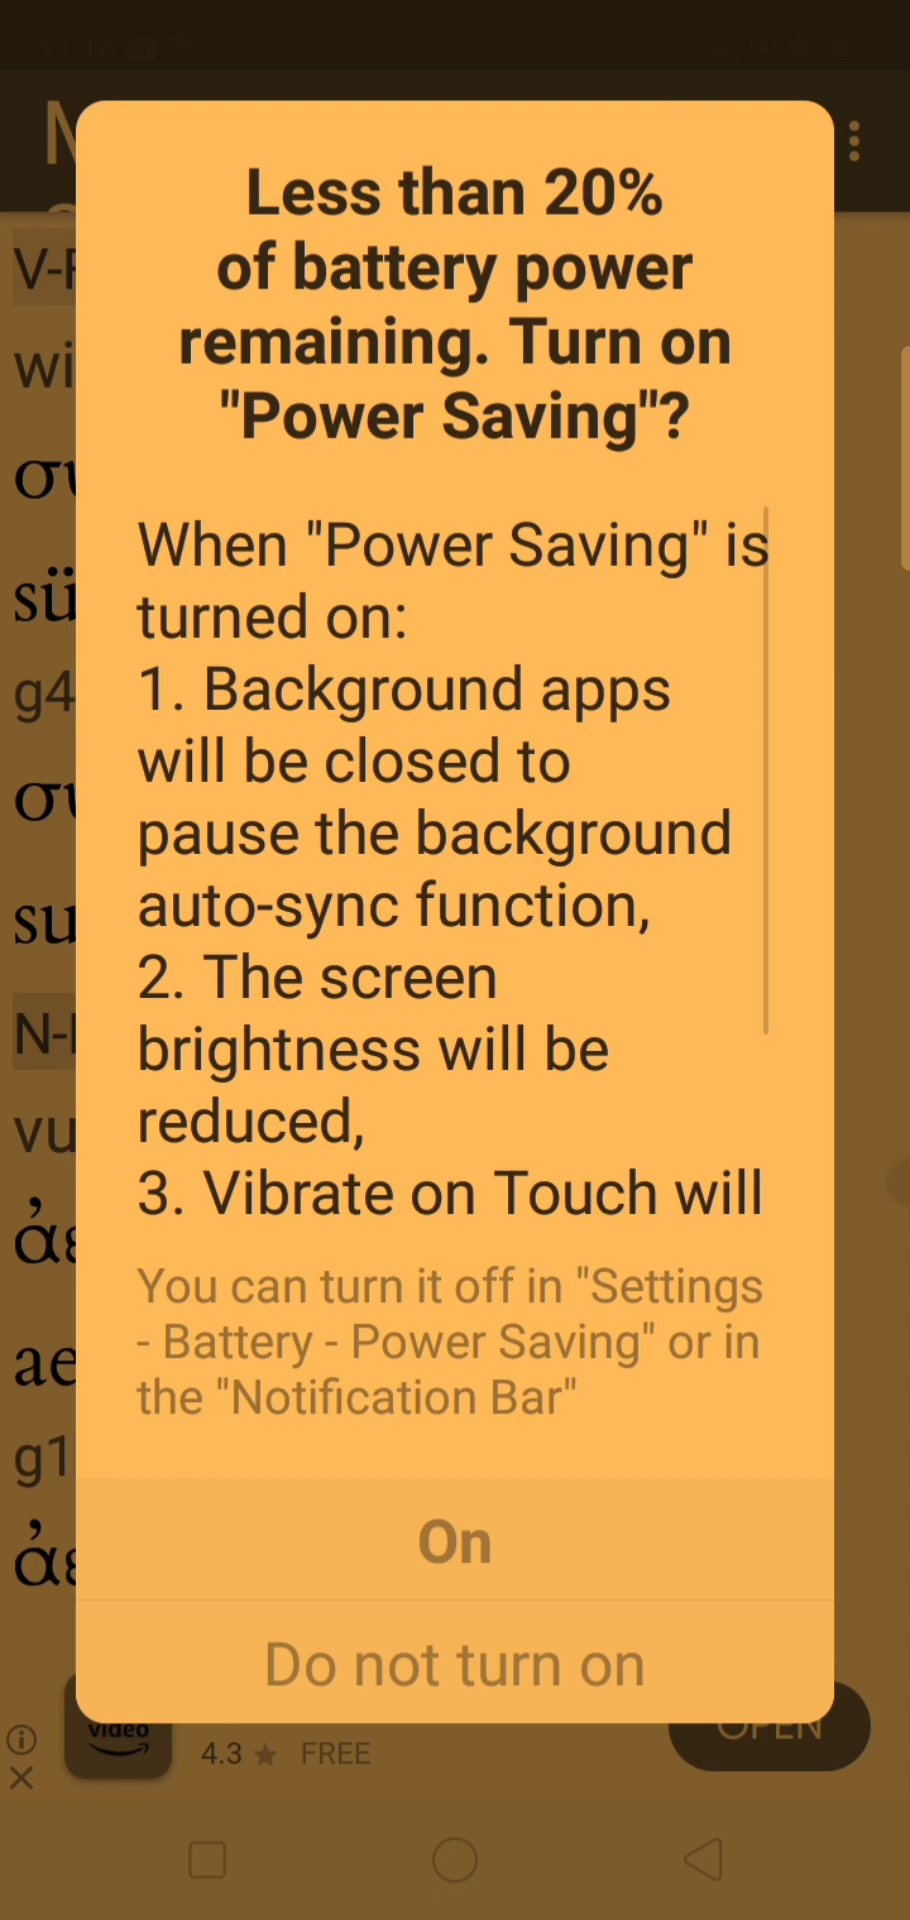 Less than 20%
of battery power
remaining. Turn on
"Power Saving"?
When "Power Saving" is
turned on:
1. Background apps
will be closed to
pause the background
auto-sync function,
2. The screen
brightness will be
reduced,
3. Vibrate on Touch will
You can turn it off in "Settings
- Battery - Power Saving" or in
the "Notification Bar"
On
Do not turn on
video
4.3 ★ FREE
OPEN